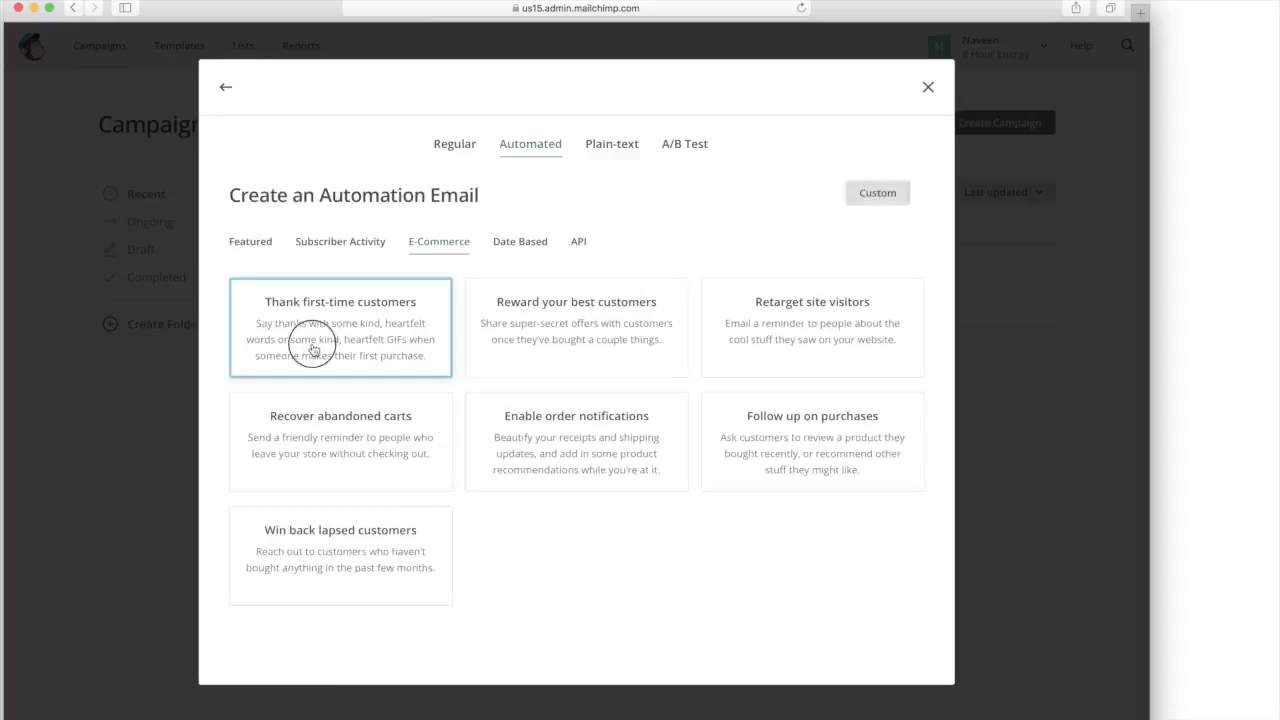 us15.admin.mailchimp.com
Campaigns Templates Lists Reports
N
Naveen
8 Hour Energy
Help
Campaign
Create Campaign
Recent
Ongoing
Draft
Completed
Create Folde
Last updated
Regular Automated Plain-text A/B Test
Create an Automation Email
Custom
Featured Subscriber Activity E-Commerce Date Based API
Thank first-time customers
Say thanks with some kind, heartfelt
words or some kind, heartfelt GIFs when
someone makes their first purchase.
Reward your best customers
Share super-secret offers with customers
once they've bought a couple things.
Retarget site visitors
Email a reminder to people about the
cool stuff they saw on your website.
Recover abandoned carts
Send a friendly reminder to people who
leave your store without checking out.
Enable order notifications
Beautify your receipts and shipping
updates, and add in some product
recommendations while you're at it.
Follow up on purchases
Ask customers to review a product they
bought recently, or recommend other
stuff they might like.
Win back lapsed customers
Reach out to customers who haven't
bought anything in the past few months.